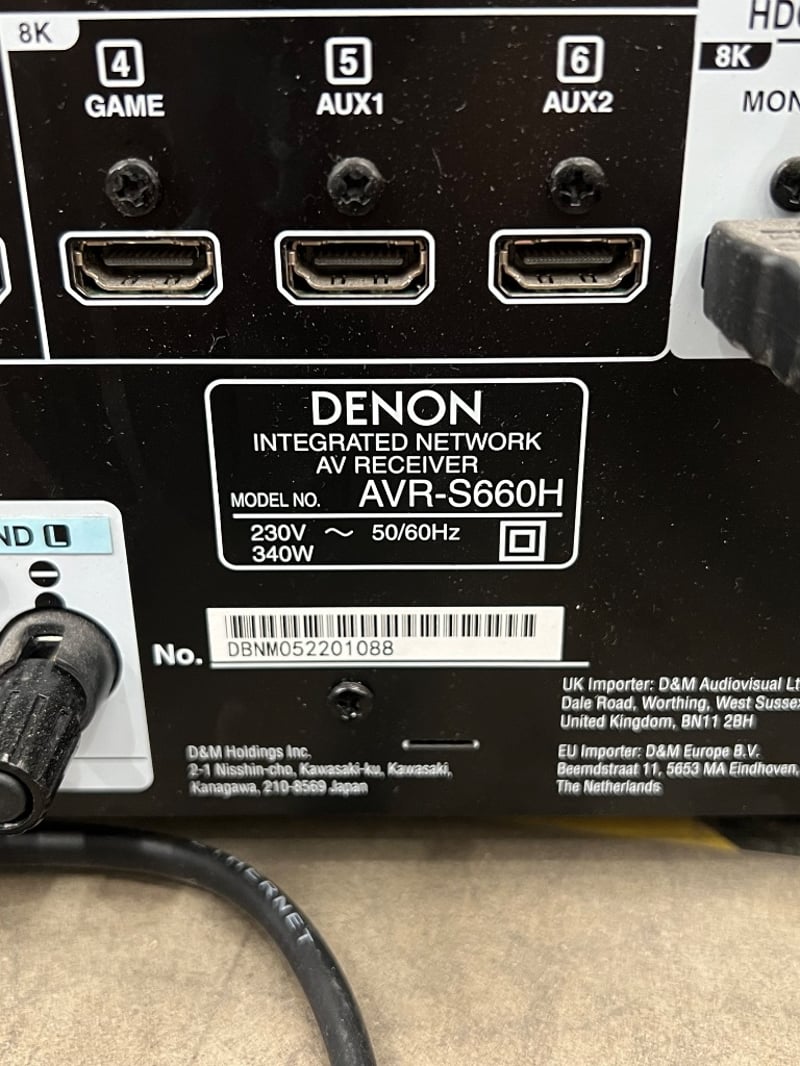 8K
4
GAME
5
AUX1
6
AUX2
8K
DENON
INTEGRATED NETWORK
AV RECEIVER
MODEL NO. AVR-S660H
230V ~ 50/60Hz
340W
L
No.
DBNM052201088
UK Importer: D&M Audiovisual
Dale Road, Worthing, West Sussex
United Kingdom, BN11 2BH
D&M Holdings Inc.
2-1 Nisshin-cho, Kawasaki-ku, Kawasaki,
Kanagawa, 210-8569 Japan
EU Importer: D&M Europe B.V.
Beemdstraat 11, 5653 MA Eindhoven,
The Netherlands
ETHERNET